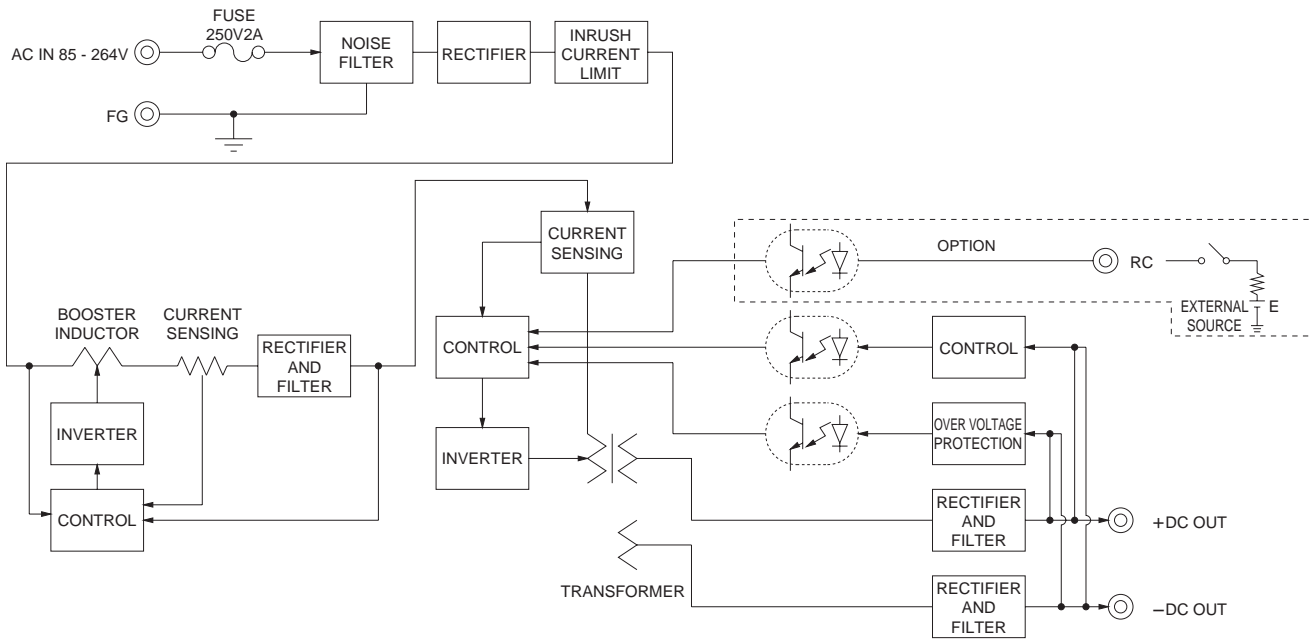 FUSE
250V2A
AC IN 85 - 264V
NOISE
FILTER
RECTIFIER
INRUSH
CURRENT
LIMIT
FG
CURRENT
SENSING
OPTION
RC
EXTERNAL
SOURCE
E
BOOSTER
INDUCTOR
CURRENT
SENSING
RECTIFIER
AND
FILTER
CONTROL
CONTROL
INVERTER
INVERTER
OVER VOLTAGE
PROTECTION
CONTROL
RECTIFIER
AND
FILTER
+DC OUT
TRANSFORMER
RECTIFIER
AND
FILTER
−DC OUT